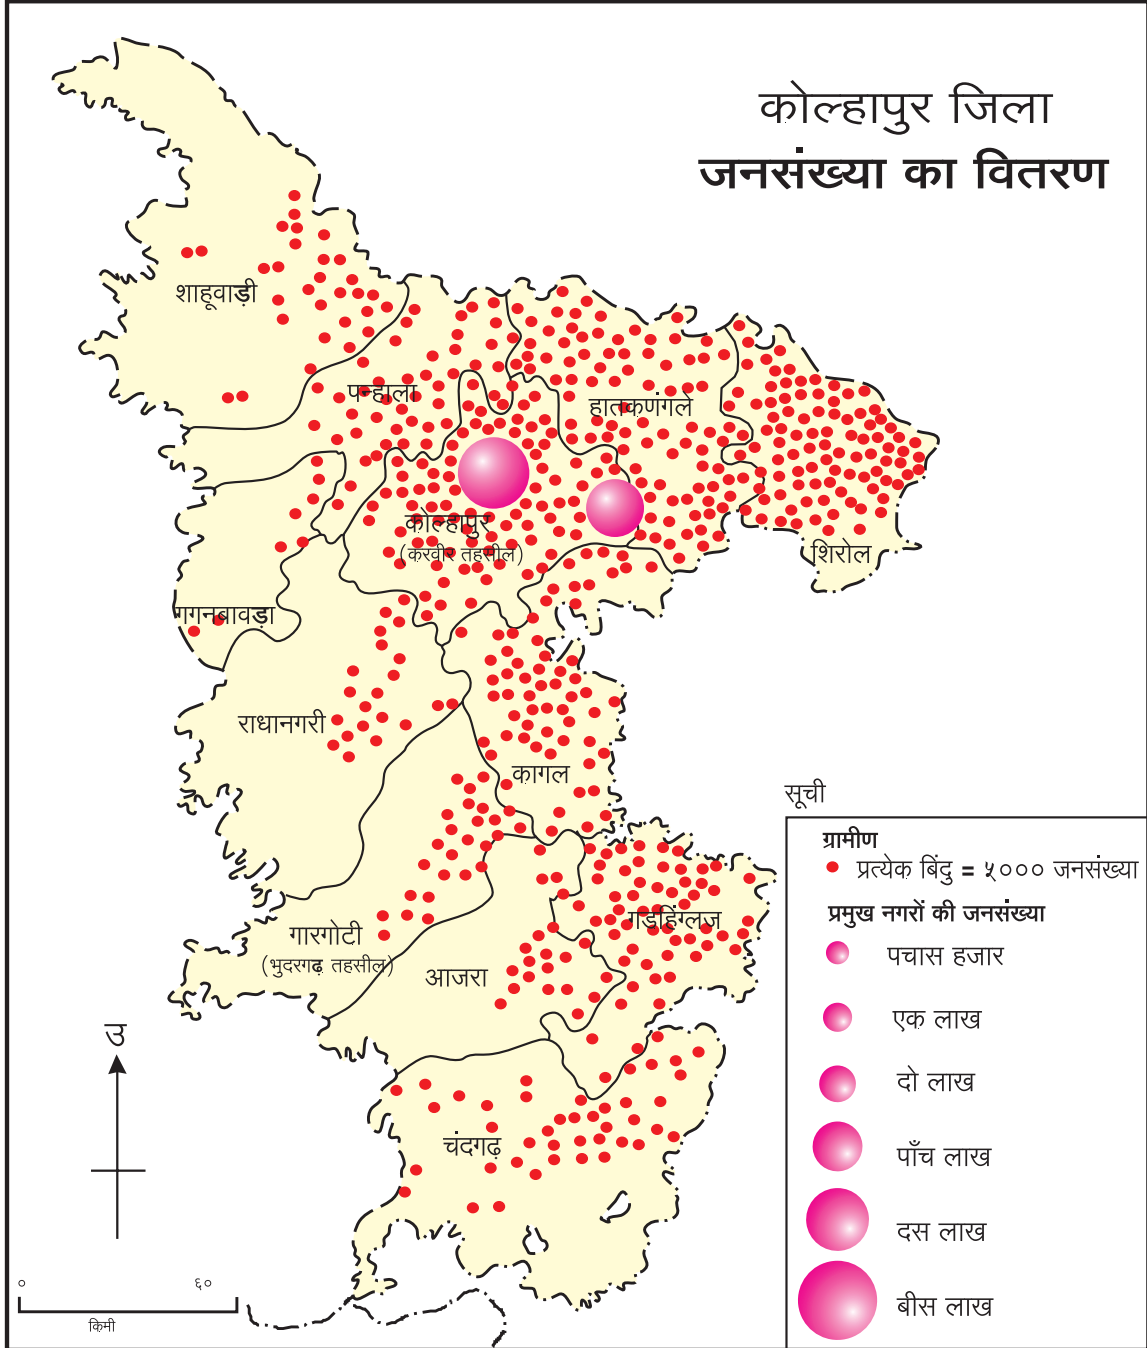 कोल्हापुर जिला
जनसंख्या का वितरण
शाहूवाड़ी
पन्हाला
हातकणंगले
कोल्हापुर
(करवीर तहसील)
शिरोल
गगनबावड़ा
राधानगरी
कागल
गारगोटी
(भुदरगढ़ तहसील)
आजरा
गडहिंग्लज
चंदगढ़
उ
० ६०
किमी
सूची
ग्रामीण
प्रत्येक बिंदु = ५००० जनसंख्या
प्रमुख नगरों की जनसंख्या
पचास हजार
एक लाख
दो लाख
पाँच लाख
दस लाख
बीस लाख